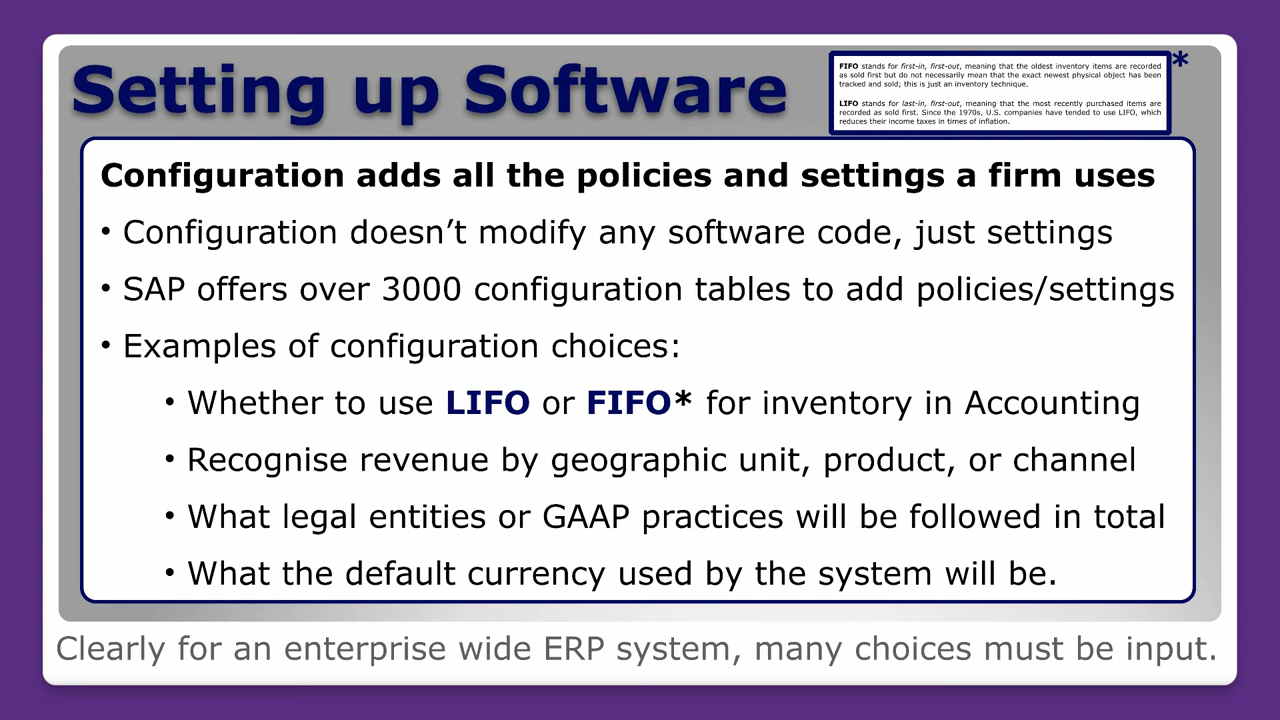 Setting up Software
*
FIFO stands for first-in, first-out, meaning that the oldest inventory items are recorded
as sold first but do not necessarily mean that the exact newest physical object has been
tracked and sold; this is just an inventory technique.
LIFO stands for last-in, first-out, meaning that the most recently purchased items are
recorded as sold first. Since the 1970s, U.S. companies have tended to use LIFO, which
reduces their income taxes in times of inflation.
Configuration adds all the policies and settings a firm uses
• Configuration doesn’t modify any software code, just settings
• SAP offers over 3000 configuration tables to add policies/settings
• Examples of configuration choices:
• Whether to use LIFO or FIFO* for inventory in Accounting
• Recognise revenue by geographic unit, product, or channel
• What legal entities or GAAP practices will be followed in total
• What the default currency used by the system will be.
Clearly for an enterprise wide ERP system, many choices must be input.